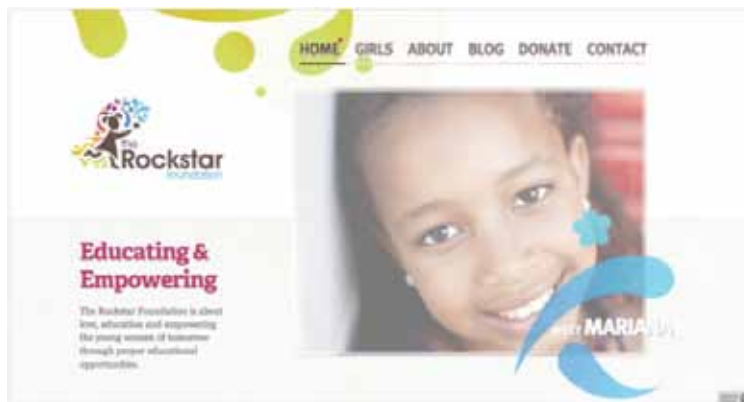 HOME GIRLS ABOUT BLOG DONATE CONTACT
The
Rockstar
foundation
Educating &
Empowering
The Rockstar Foundation is about
love, education and empowering
the young women of tomorrow
through proper educational
opportunities.
MEET MARIANA